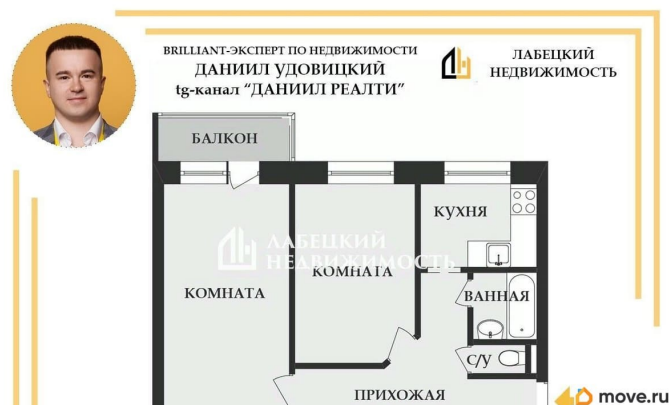 BRILLIANT-ЭКСПЕРТ ПО НЕДВИЖИМОСТИ
ДАНИИЛ УДОВИЦКИЙ
tg-канал “ДАНИИЛ РЕАЛТИ”
ЛАБЕЦКИЙ
НЕДВИЖИМОСТЬ
БАЛКОН
КУХНЯ
ЛАБЕЦКИЙ
НЕДВИЖИМОСТЬ
КОМНАТА
КОМНАТА
ВАННАЯ
С/У
ПРИХОЖАЯ
move.ru